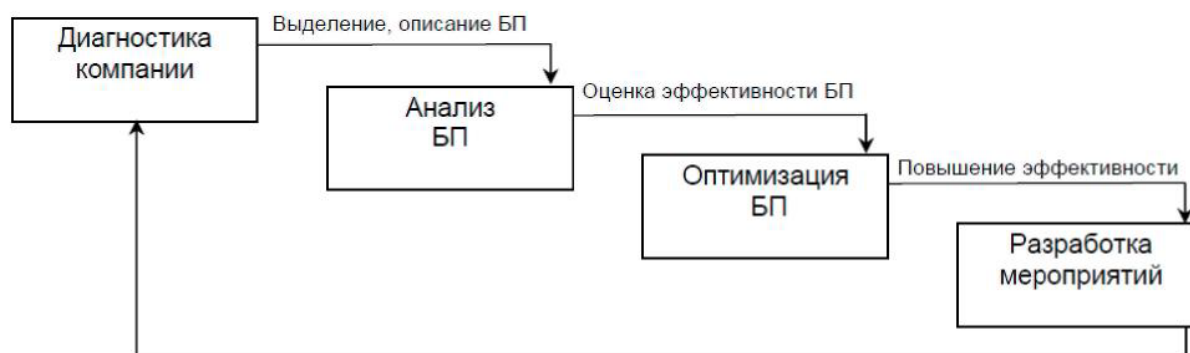 Диагностика
компании
Выделение, описание БП
Анализ
БП
Оценка эффективности БП
Оптимизация
БП
Повышение эффективности
Разработка
мероприятий